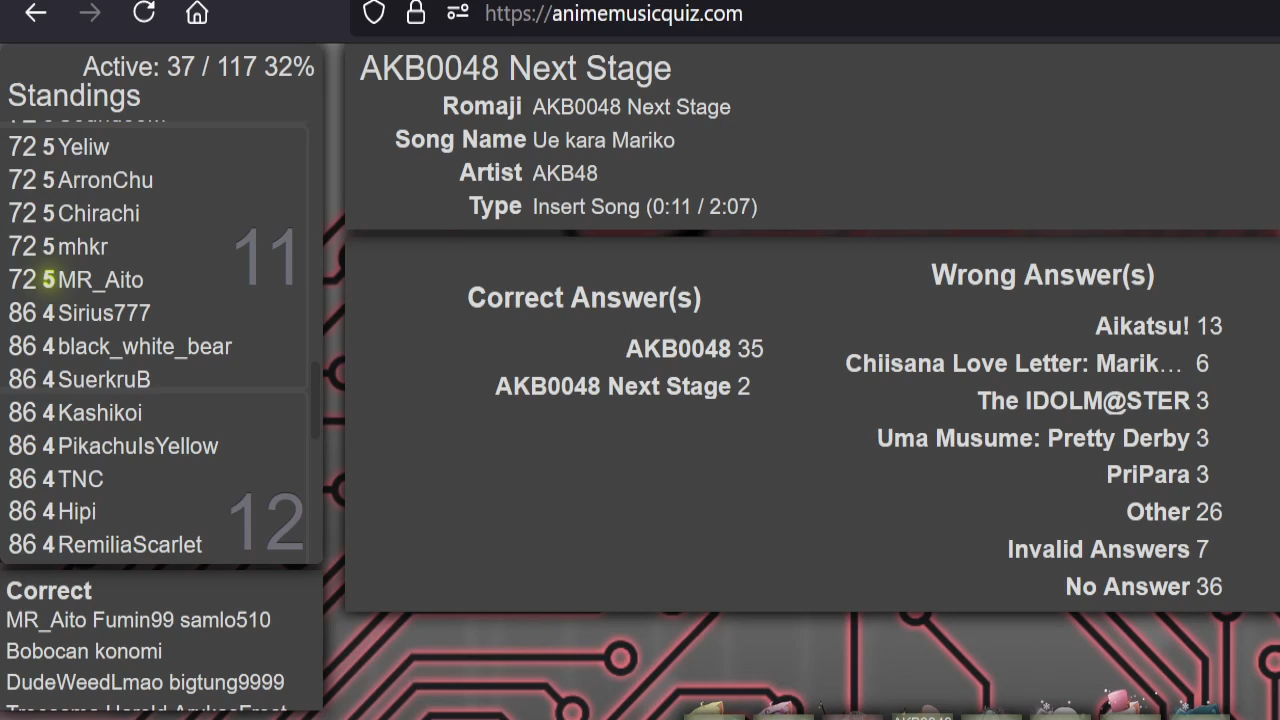 https://animemusicquiz.com
Active: 37 / 117 32%
Standings
72 5 Yeliw
72 5 ArronChu
72 5 Chirachi
72 5 mhkr
72 5 MR_Aito
11
86 4 Sirius777
86 4 black_white_bear
86 4 SuerkruB
86 4 Kashikoi
86 4 PikachuIsYellow
86 4 TNC
86 4 Hipi
86 4 RemiliaScarlet
12
Correct
MR_Aito Fumin99 samlo510
Bobocan konomi
DudeWeedLmao bigtung9999
AKB0048 Next Stage
Romaji AKB0048 Next Stage
Song Name Ue kara Mariko
Artist AKB48
Type Insert Song (0:11 / 2:07)
Correct Answer(s)
AKB0048 35
AKB0048 Next Stage 2
Wrong Answer(s)
Aikatsu! 13
Chiisana Love Letter: Marik... 6
The IDOLM@STER 3
Uma Musume: Pretty Derby 3
PriPara 3
Other 26
Invalid Answers 7
No Answer 36